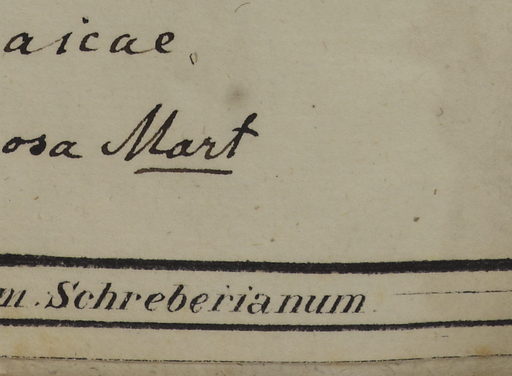 aicae
osa Mart
m. Schreberianum